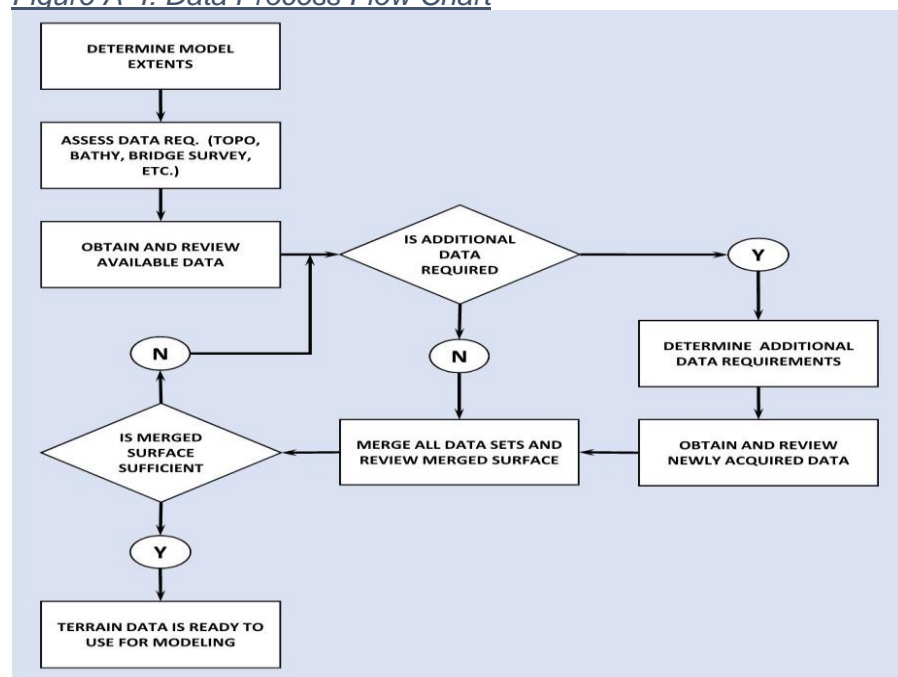 Figure A-1. Data Process Flow Chart
DETERMINE MODEL
EXTENTS
ASSESS DATA REQ. (TOPO,
BATHY, BRIDGE SURVEY,
ETC.)
OBTAIN AND REVIEW
AVAILABLE DATA
IS ADDITIONAL
DATA
REQUIRED
Y
N
N
DETERMINE ADDITIONAL
DATA REQUIREMENTS
IS MERGED
SURFACE
SUFFICIENT
MERGE ALL DATA SETS AND
REVIEW MERGED SURFACE
OBTAIN AND REVIEW
NEWLY ACQUIRED DATA
Y
TERRAIN DATA IS READY TO
USE FOR MODELING